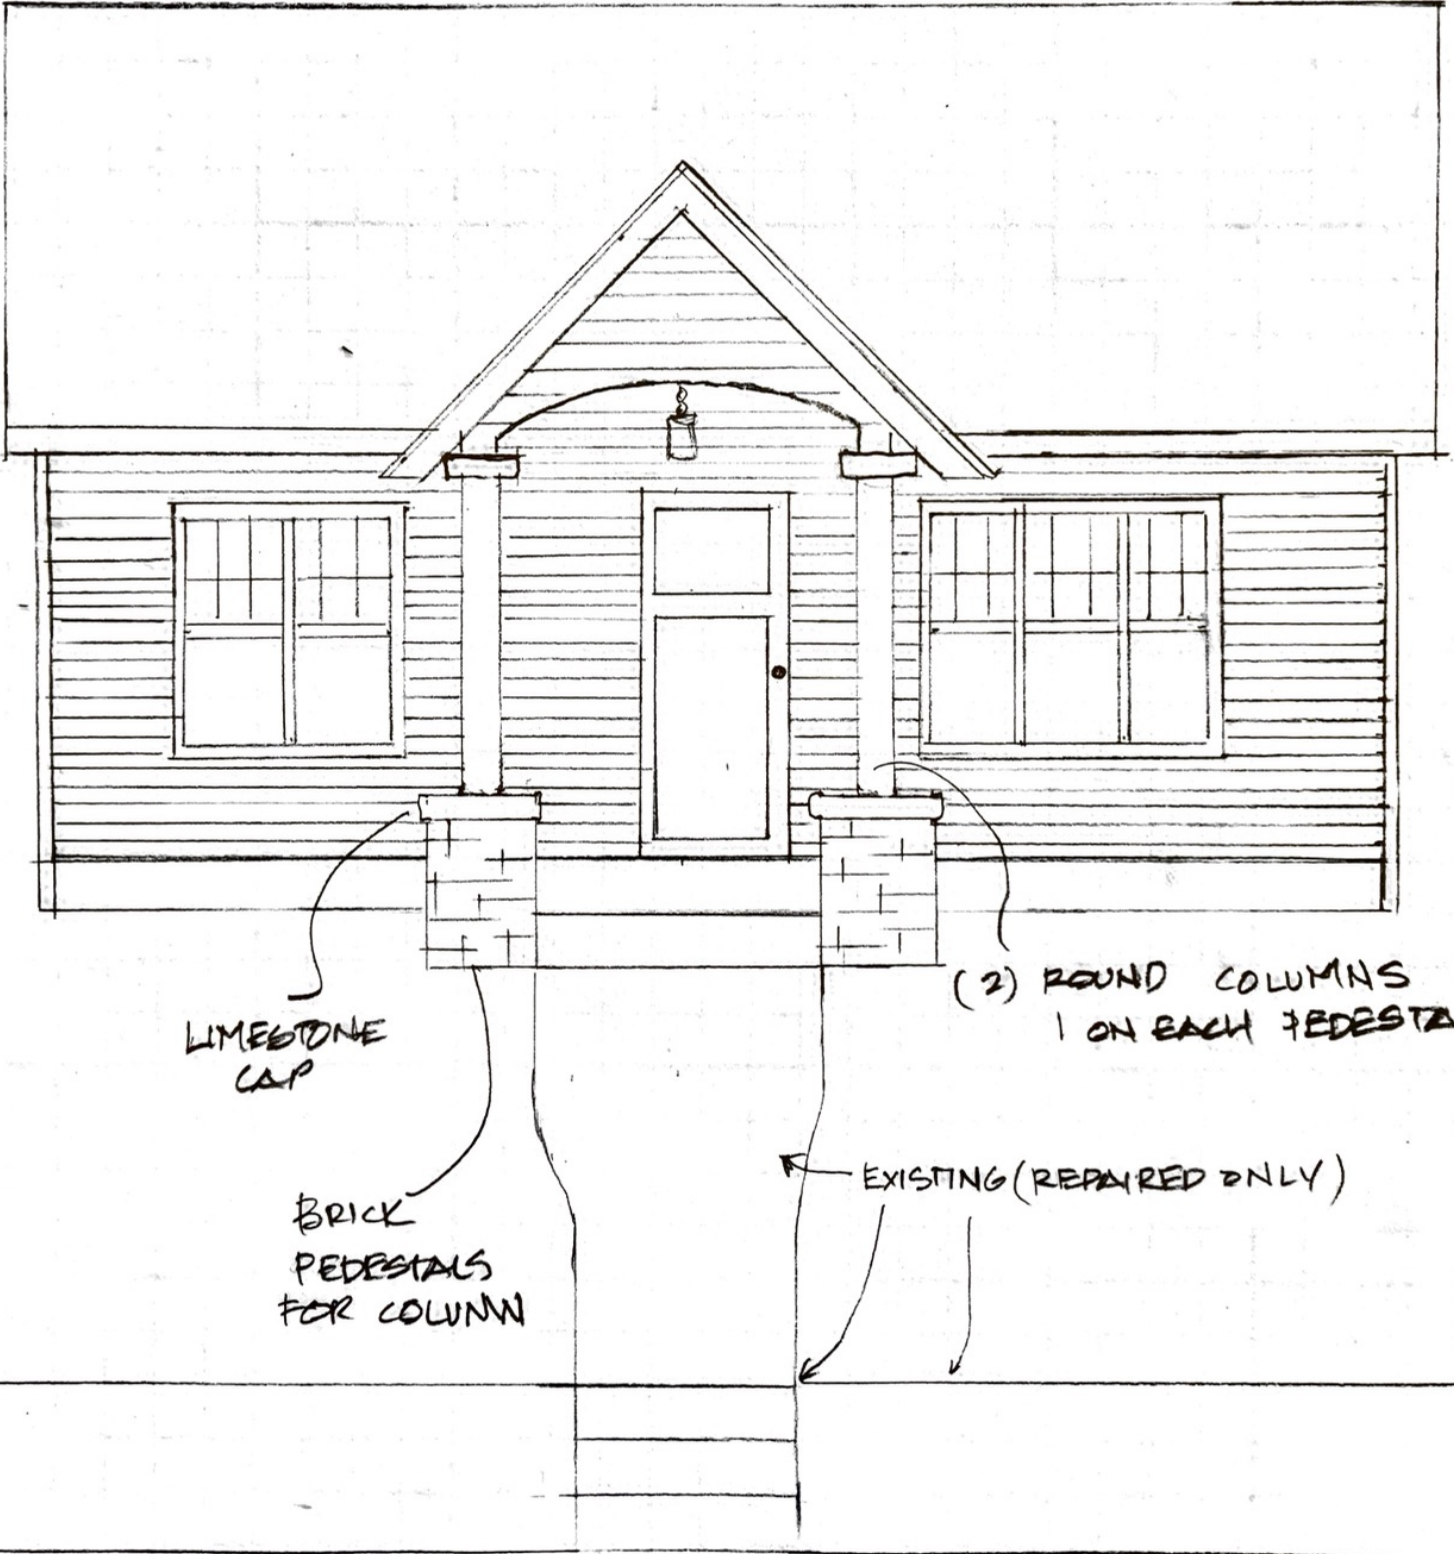 LIMESTONE
CAP
(2) ROUND COLUMNS
1 ON EACH PEDESTA
EXISTING (REPAIRED ONLY)
BRICK
PEDESTALS
FOR COLUMN